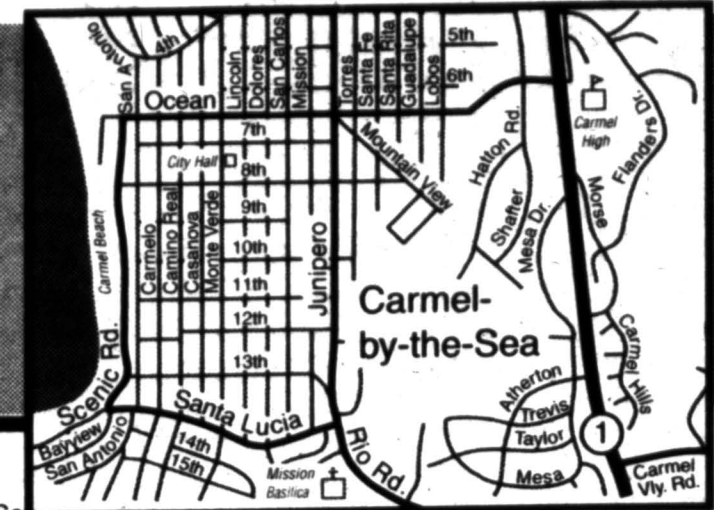 San Antonio
4th
Lincoln
Dolores
San Carlos
Mission
Torres
Santa Fe
Santa Rita
Guadalupe
Lobos
5th
6th
Ocean
7th
City Hall
8th
Mountain View
Hatton Rd.
Carmel
High
Flanders Dr.
Shafter
Mesa Dr.
Morse
Carmel Beach
Carmelo
Camino Real
Casanova
Monte Verde
9th
10th
11th
12th
13th
Junipero
Carmel-
by-the-Sea
Carmel Hills
Scenic Rd.
Santa Lucia
Atherton
Trevis
Taylor
Mesa
1
Bayview
San Antonio
14th
15th
Mission
Basilica
Rio Rd.
Carmel
Vly. Rd.